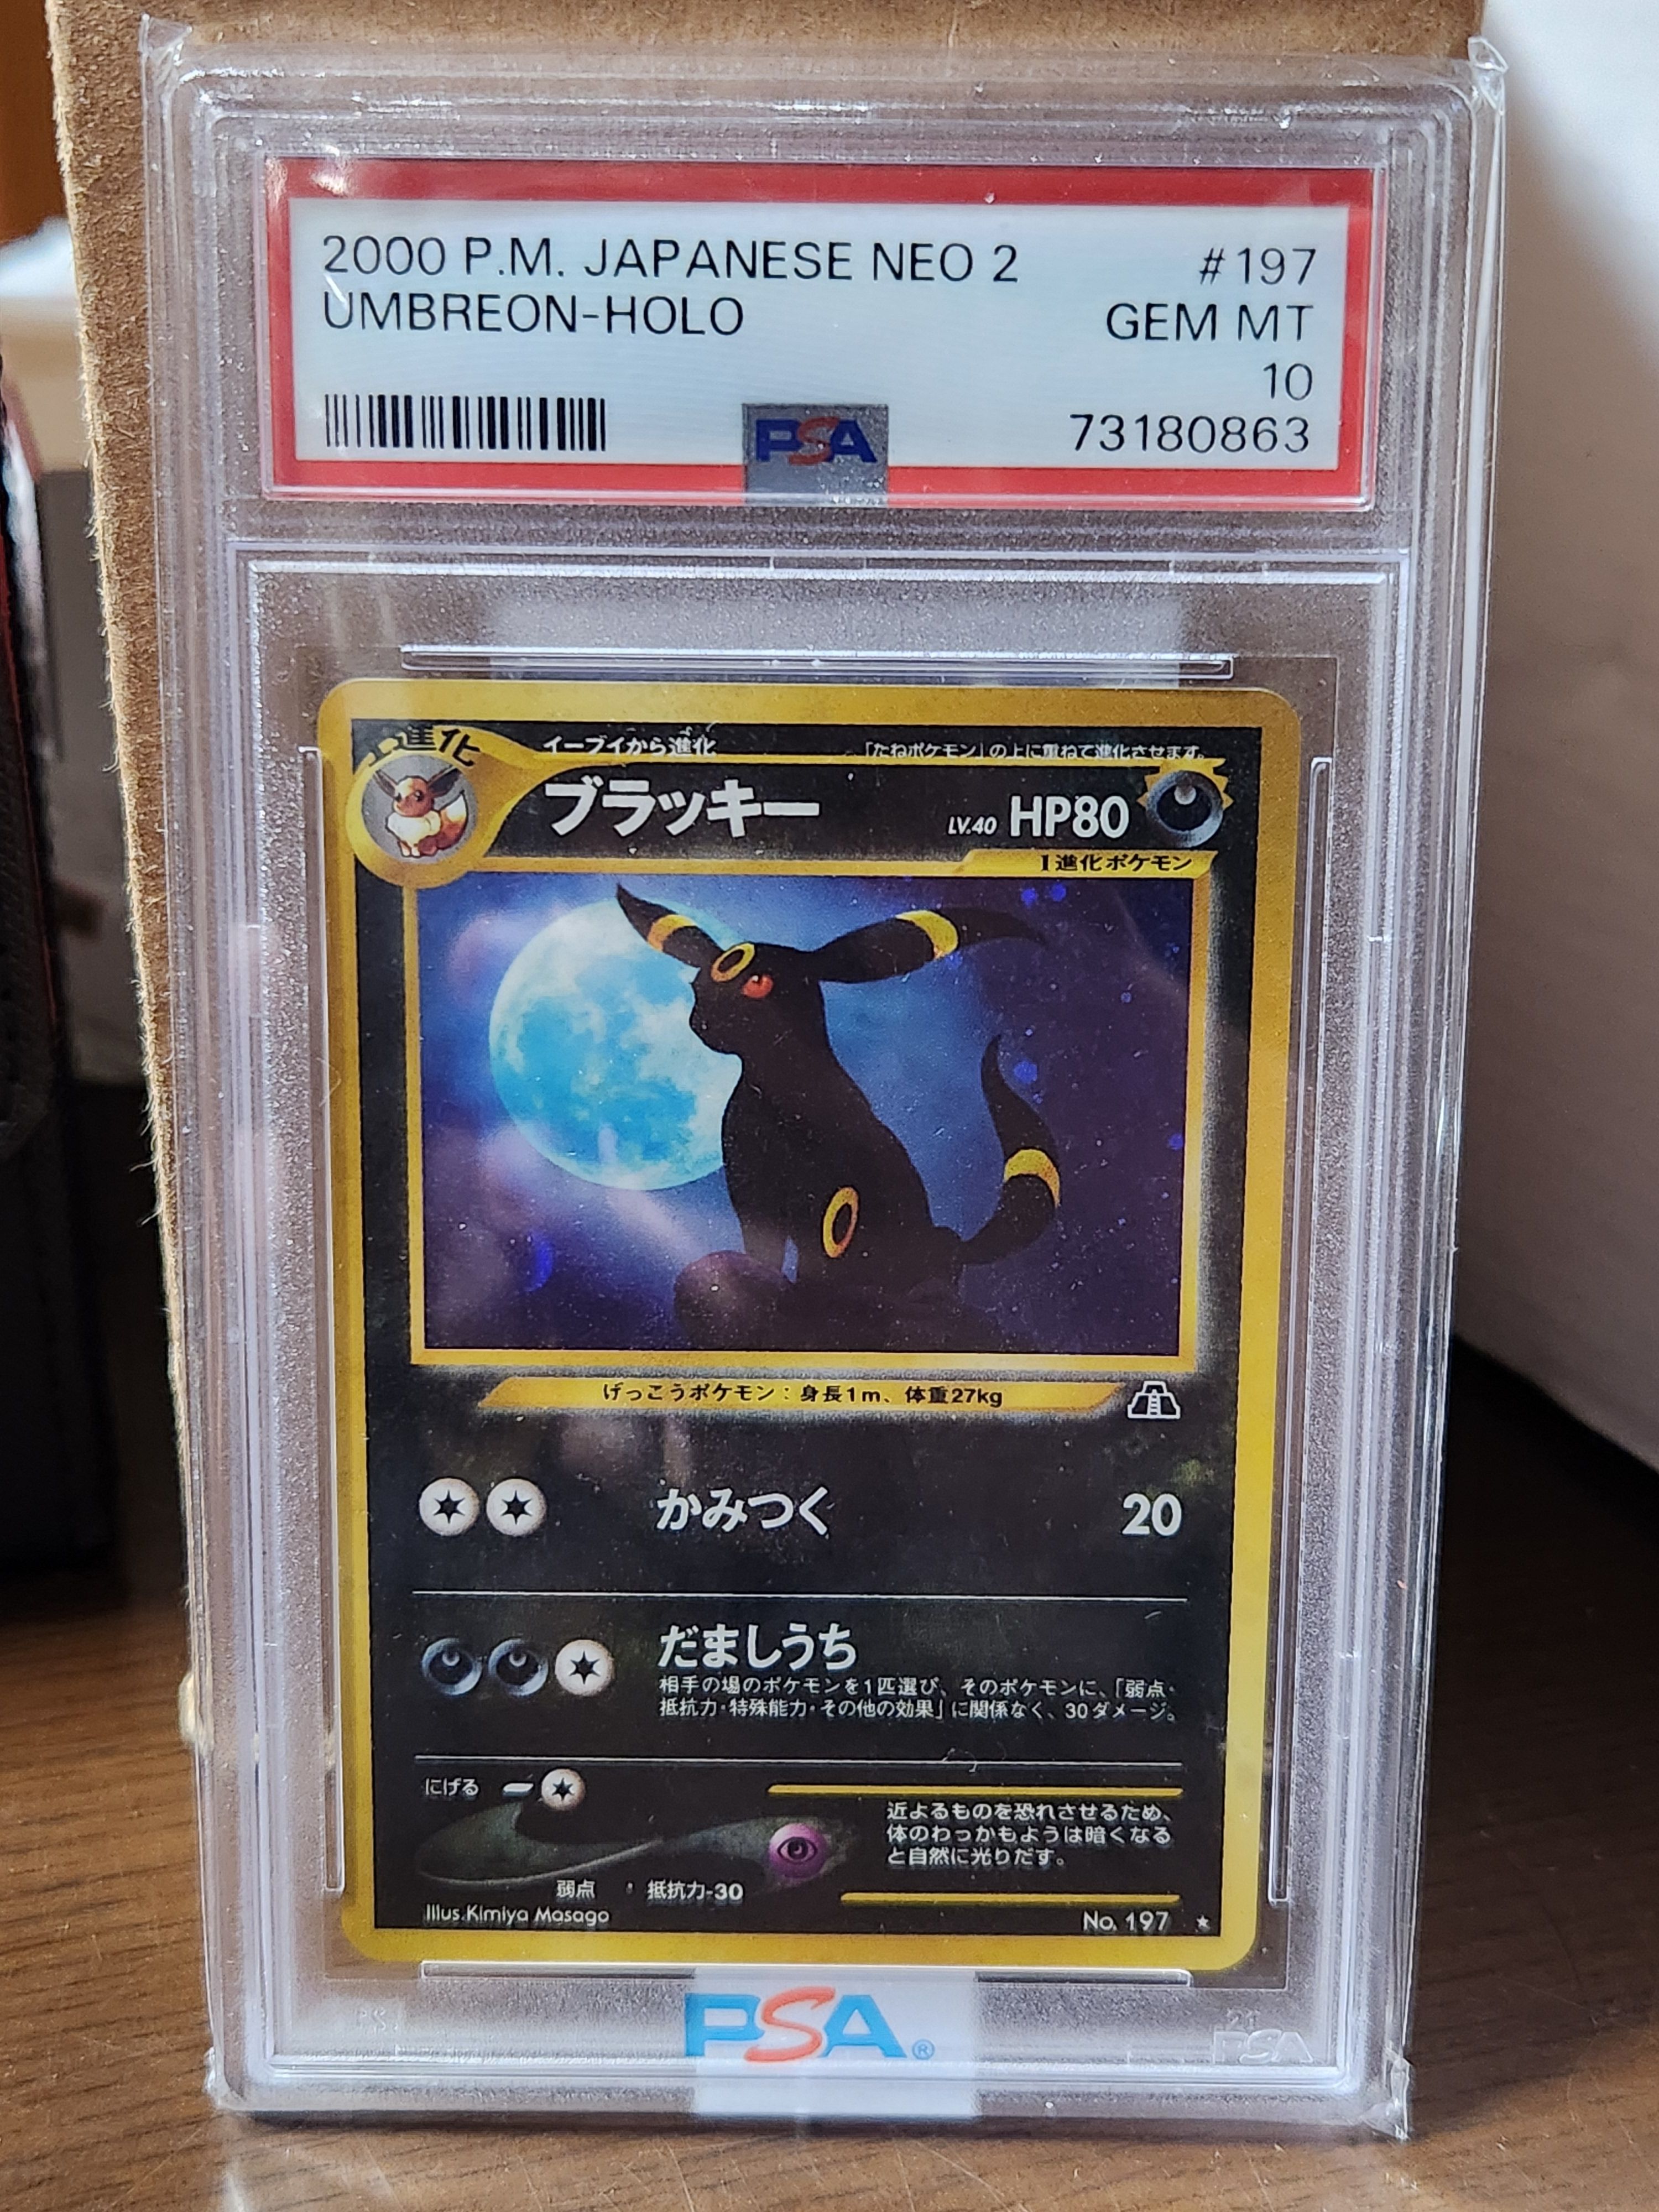 2000 P.M. JAPANESE NEO 2 #197
UMBREON-HOLO GEM MT
10
PSA 73180863
進化 イーブイから進化 「たねポケモン」の上に重ねて進化させます。
ブラッキー LV.40 HP80
1進化ポケモン
げっこうポケモン:身長1m、体重27kg
かみつく 20
だましうち
相手の場のポケモンを1匹選び、そのポケモンに、「弱点・
抵抗力・特殊能力・その他の効果」に関係なく、30ダメージ。
にげる
近よるものを恐れさせるため、
体のわっかもようは暗くなる
と自然に光りだす。
弱点 抵抗力-30
Illus.Kimiya Masago No. 197 ★
PSA®
PSA